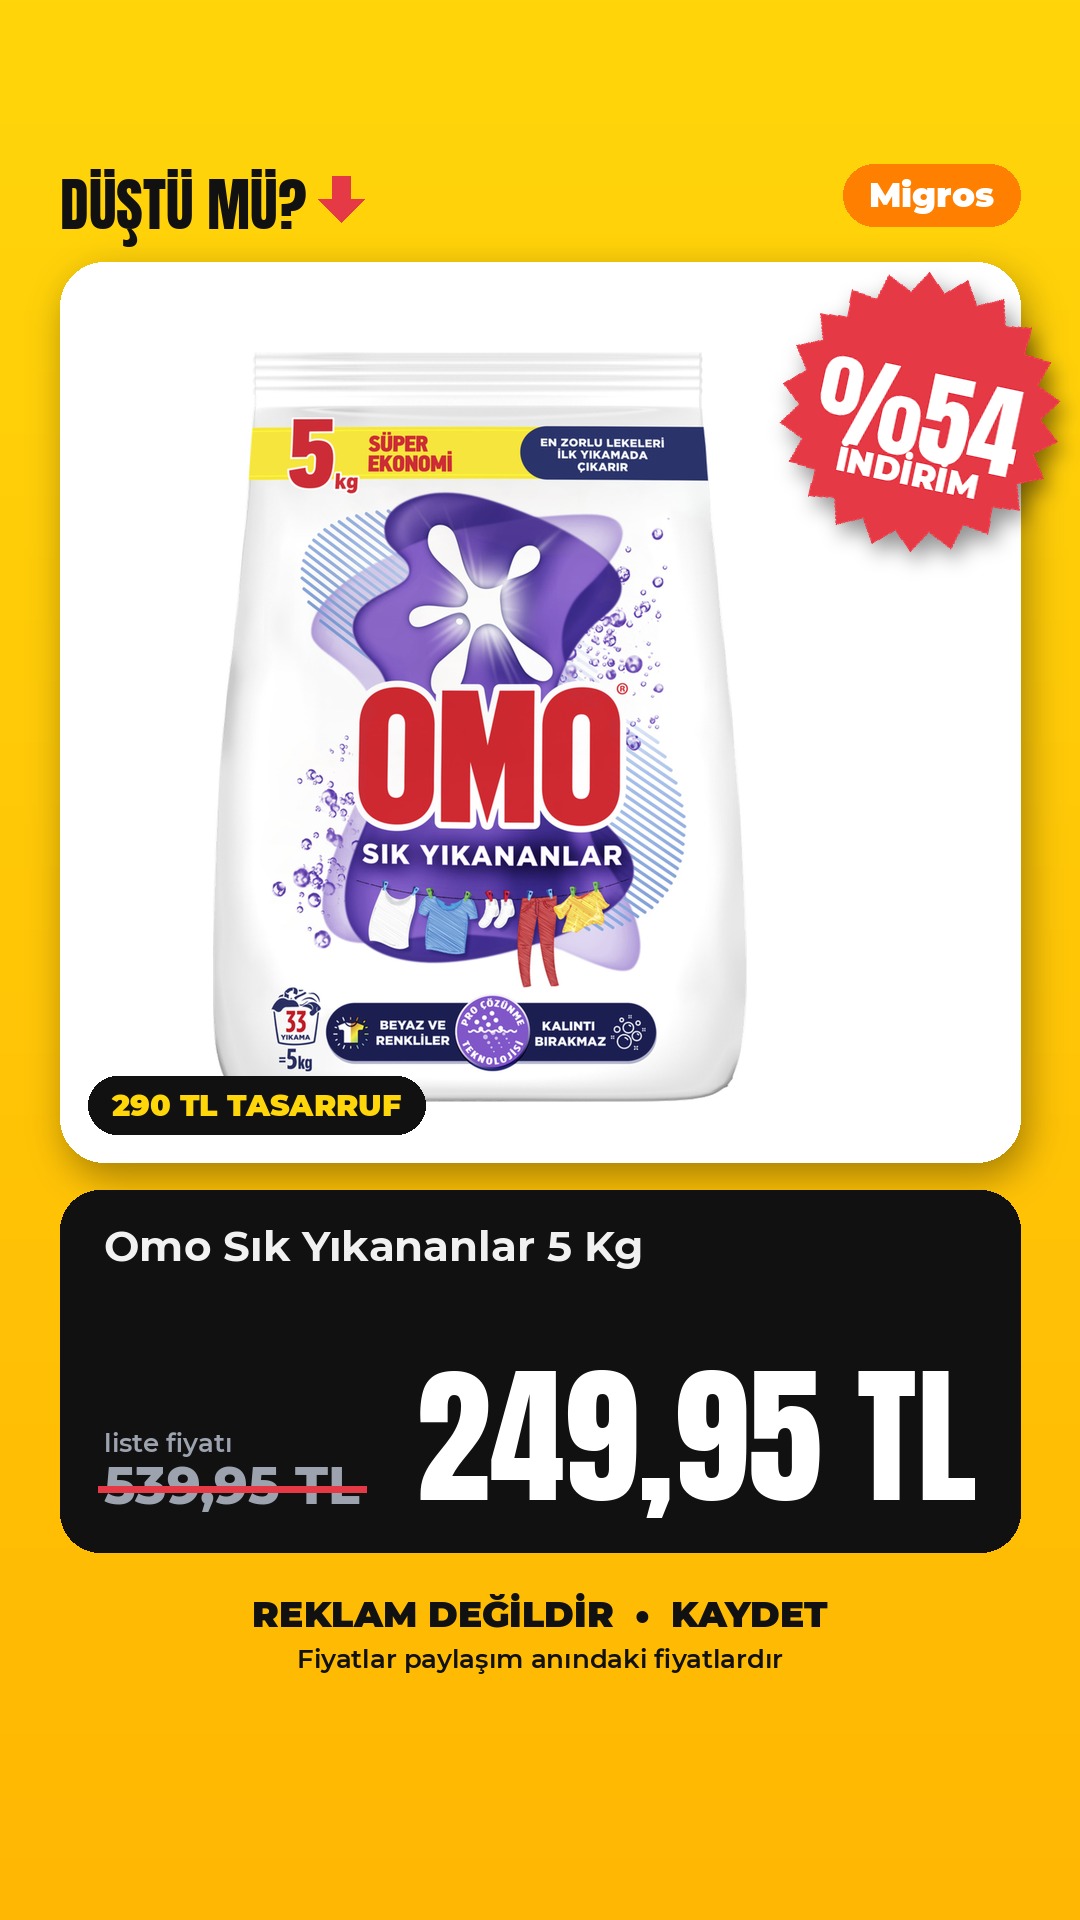 DÜŞTÜ MÜ?
Migros
%54
İNDİRİM
5 kg
SÜPER
EKONOMİ
EN ZORLU LEKELERİ
İLK YIKAMADA
ÇIKARIR
OMO®
SIK YIKANANLAR
33
YIKAMA
=5kg
BEYAZ VE
RENKLİLER
PRO ÇÖZÜNME
TEKNOLOJİSİ
KALINTI
BIRAKMAZ
290 TL TASARRUF
Omo Sık Yıkananlar 5 Kg
liste fiyatı
539,95 TL
249,95 TL
REKLAM DEĞİLDİR • KAYDET
Fiyatlar paylaşım anındaki fiyatlardır